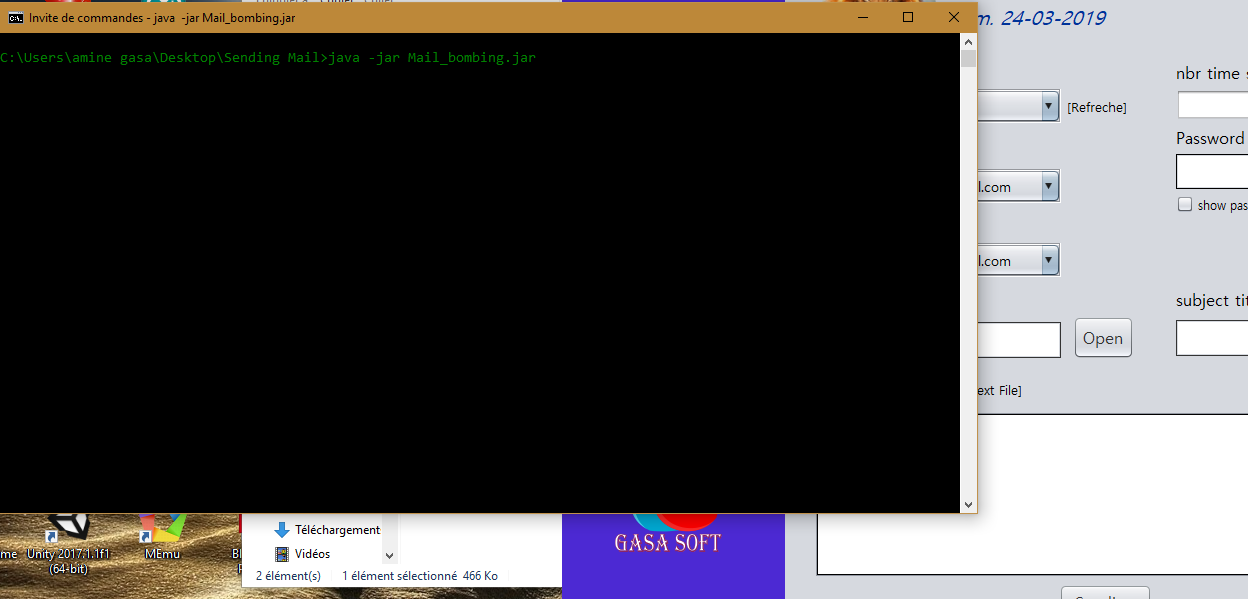 Invite de commandes - java -jar Mail_bombing.jar
m. 24-03-2019
C:\Users\amine gasa\Desktop\Sending Mail>java -jar Mail_bombing.jar
nbr time
[Refreche]
Password
l.com
show pas
l.com
subject tit
Open
ext File]
GASA SOFT
Téléchargement
me Unity 2017.1.1f1 (64-bit)
MEmu
Vidéos
2 élément(s) 1 élément sélectionné 466 Ko